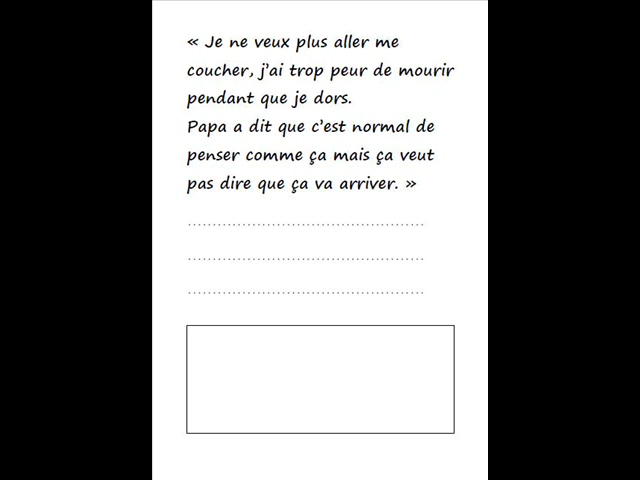 « Je ne veux plus aller me
coucher, j'ai trop peur de mourir
pendant que je dors.
Papa a dit que c'est normal de
penser comme ça mais ça veut
pas dire que ça va arriver. »